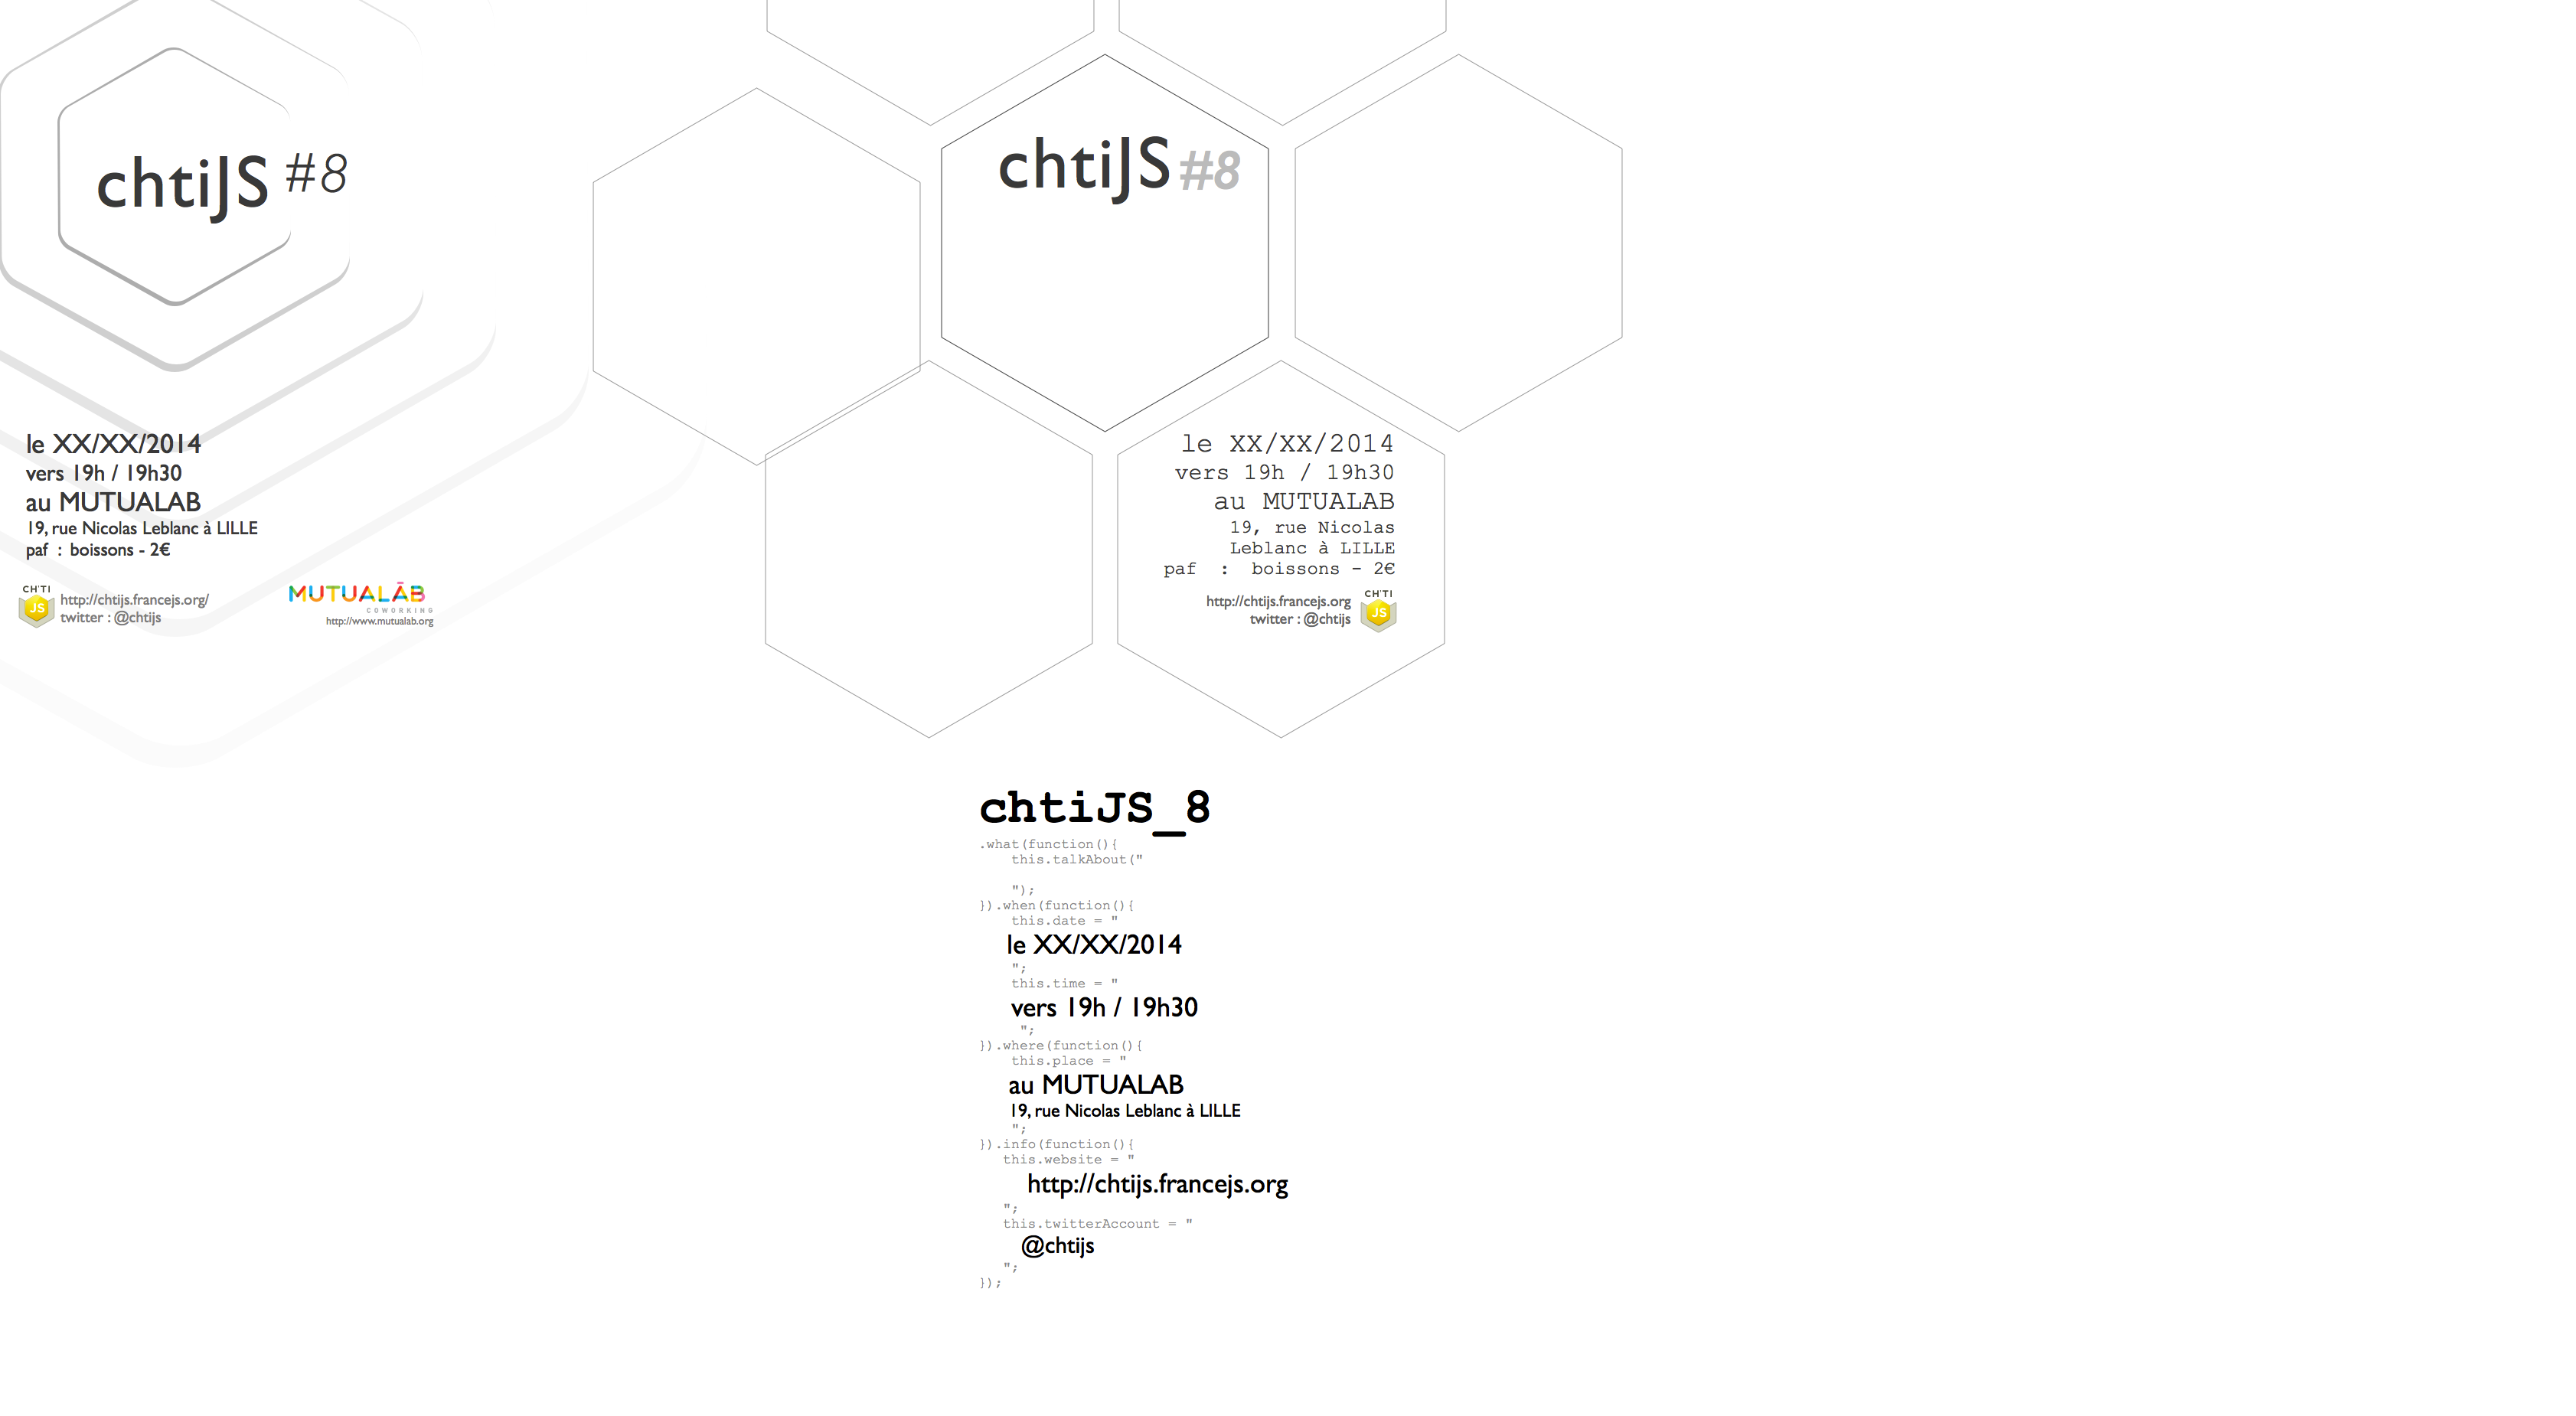 chtiJS #8
le XX/XX/2014
vers 19h / 19h30
au MUTUALAB
19, rue Nicolas Leblanc à LILLE
paf : boissons - 2€
CH'TI
JS
http://chtijs.francejs.org/
twitter : @chtijs
MUTUALAB
COWORKING
http://www.mutualab.org
chtiJS #8
le XX/XX/2014
vers 19h / 19h30
au MUTUALAB
19, rue Nicolas
Leblanc à LILLE
paf : boissons - 2€
http://chtijs.francejs.org
twitter : @chtijs
CH'TI
JS
chtiJS_8
.what(function(){
this.talkAbout("
");
}).when(function(){
this.date = "
le XX/XX/2014
";
this.time = "
vers 19h / 19h30
";
}).where(function(){
this.place = "
au MUTUALAB
19, rue Nicolas Leblanc à LILLE
";
}).info(function(){
this.website = "
http://chtijs.francejs.org
";
this.twitterAccount = "
@chtijs
";
});